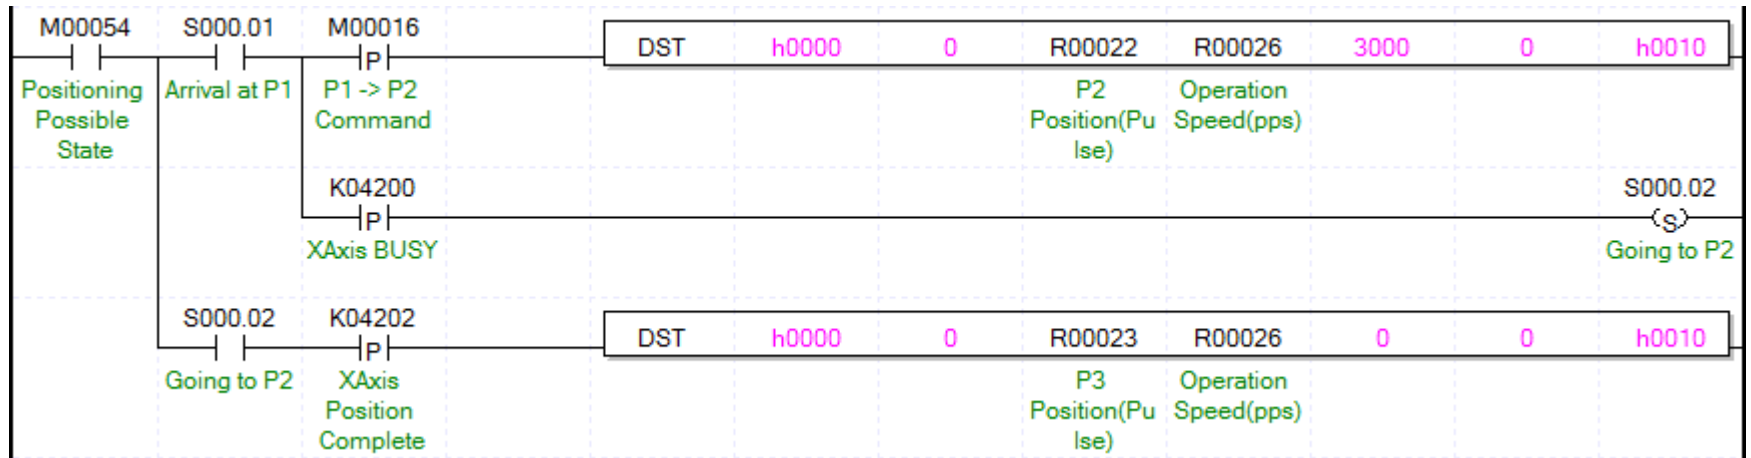 M00054 S000.01 M00016
P DST h0000 0 R00022 R00026 3000 0 h0010
Positioning Arrival at P1 P1 -> P2 P2 Operation
Possible Command Position(Pu Speed(pps)
State lse)
K04200 S000.02
P S
XAxis BUSY Going to P2
S000.02 K04202
P DST h0000 0 R00023 R00026 0 0 h0010
Going to P2 XAxis P3 Operation
Position Position(Pu Speed(pps)
Complete lse)